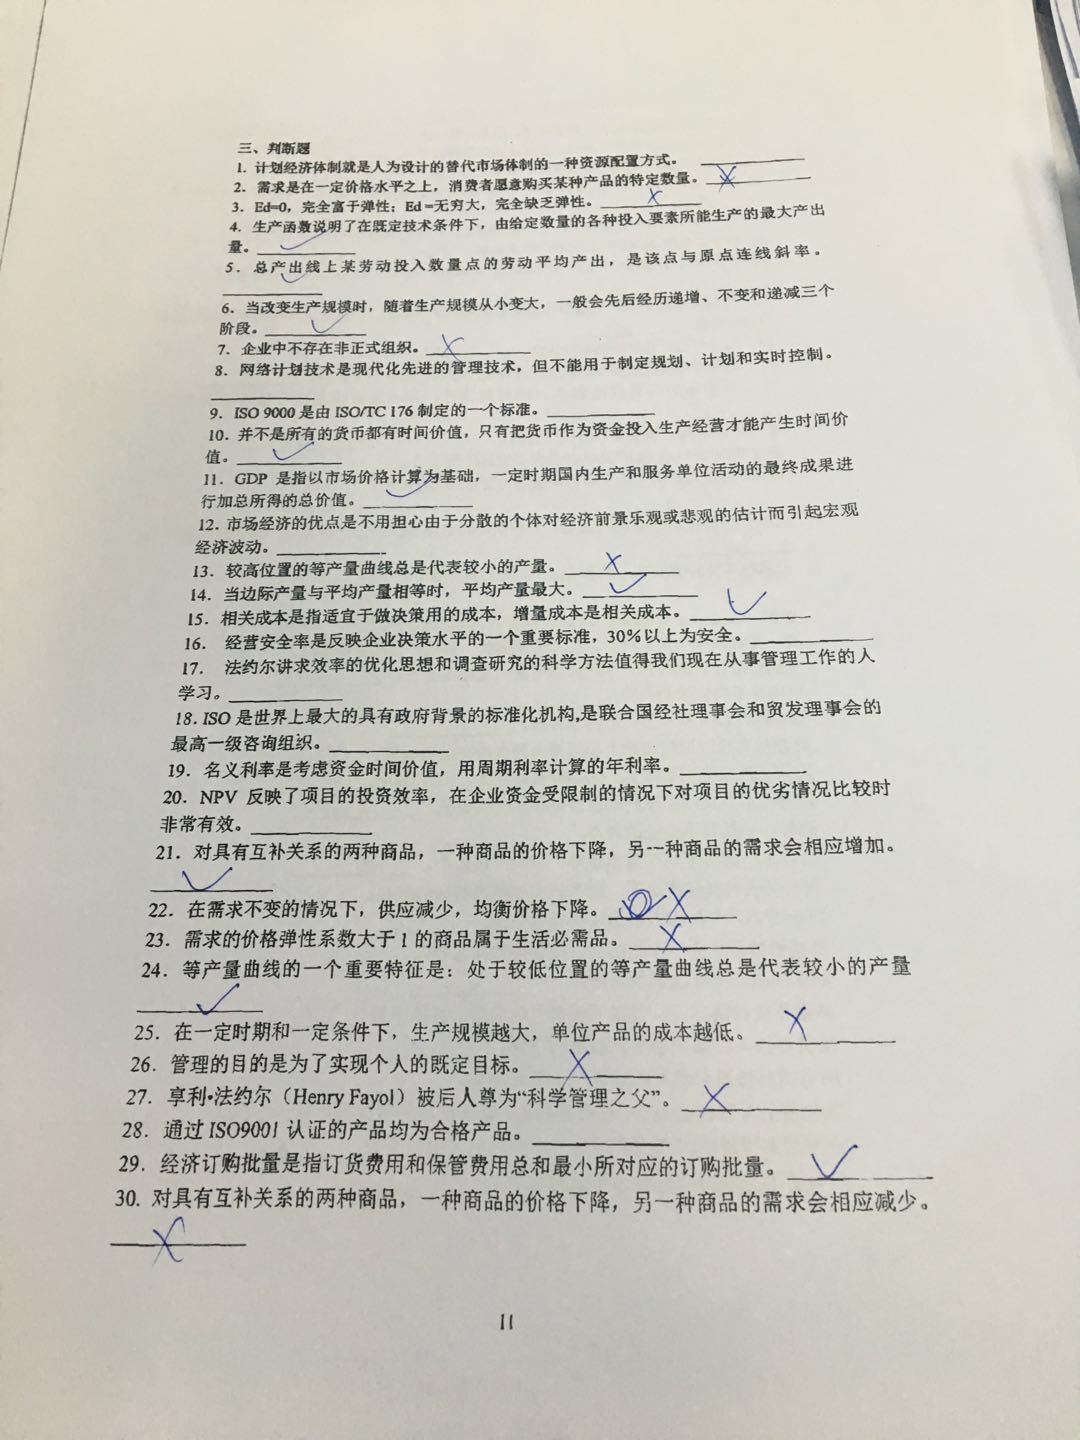 三、判断题
1. 计划经济体制就是人为设计的替代市场体制的一种资源配置方式。
2. 需求是在一定价格水平之上，消费者愿意购买某种产品的特定数量。 X
3. Ed=0，完全富于弹性；Ed=无穷大，完全缺乏弹性。 X
4. 生产函数说明了在既定技术条件下，由给定数量的各种投入要素所能生产的最大产出
量。 ✓
5. 总产出线上某劳动投入数量点的劳动平均产出，是该点与原点连线斜率。
✓
6. 当改变生产规模时，随着生产规模从小变大，一般会先后经历递增、不变和递减三个
阶段。 ✓
7. 企业中不存在非正式组织。 X
8. 网络计划技术是现代化先进的管理技术，但不能用于制定规划、计划和实时控制。
9. ISO 9000 是由 ISO/TC 176 制定的一个标准。
10. 并不是所有的货币都有时间价值，只有把货币作为资金投入生产经营才能产生时间价
值。 ✓
11. GDP 是指以市场价格计算为基础，一定时期国内生产和服务单位活动的最终成果进
行加总所得的总价值。 ✓
12. 市场经济的优点是不用担心由于分散的个体对经济前景乐观或悲观的估计而引起宏观
经济波动。
13. 较高位置的等产量曲线总是代表较小的产量。 X
14. 当边际产量与平均产量相等时，平均产量最大。 ✓
15. 相关成本是指适宜于做决策用的成本，增量成本是相关成本。 ✓
16. 经营安全率是反映企业决策水平的一个重要标准，30%以上为安全。
17. 法约尔讲求效率的优化思想和调查研究的科学方法值得我们现在从事管理工作的人
学习。
18. ISO 是世界上最大的具有政府背景的标准化机构,是联合国经社理事会和贸发理事会的
最高一级咨询组织。
19. 名义利率是考虑资金时间价值，用周期利率计算的年利率。
20. NPV 反映了项目的投资效率，在企业资金受限制的情况下对项目的优劣情况比较时
非常有效。
21. 对具有互补关系的两种商品，一种商品的价格下降，另一种商品的需求会相应增加。
✓
22. 在需求不变的情况下，供应减少，均衡价格下降。 X
23. 需求的价格弹性系数大于 1 的商品属于生活必需品。 X
24. 等产量曲线的一个重要特征是：处于较低位置的等产量曲线总是代表较小的产量
✓
25. 在一定时期和一定条件下，生产规模越大，单位产品的成本越低。 X
26. 管理的目的是为了实现个人的既定目标。 X
27. 享利•法约尔（Henry Fayol）被后人尊为“科学管理之父”。 X
28. 通过 ISO9001 认证的产品均为合格产品。
29. 经济订购批量是指订货费用和保管费用总和最小所对应的订购批量。 ✓
30. 对具有互补关系的两种商品，一种商品的价格下降，另一种商品的需求会相应减少。
X
11